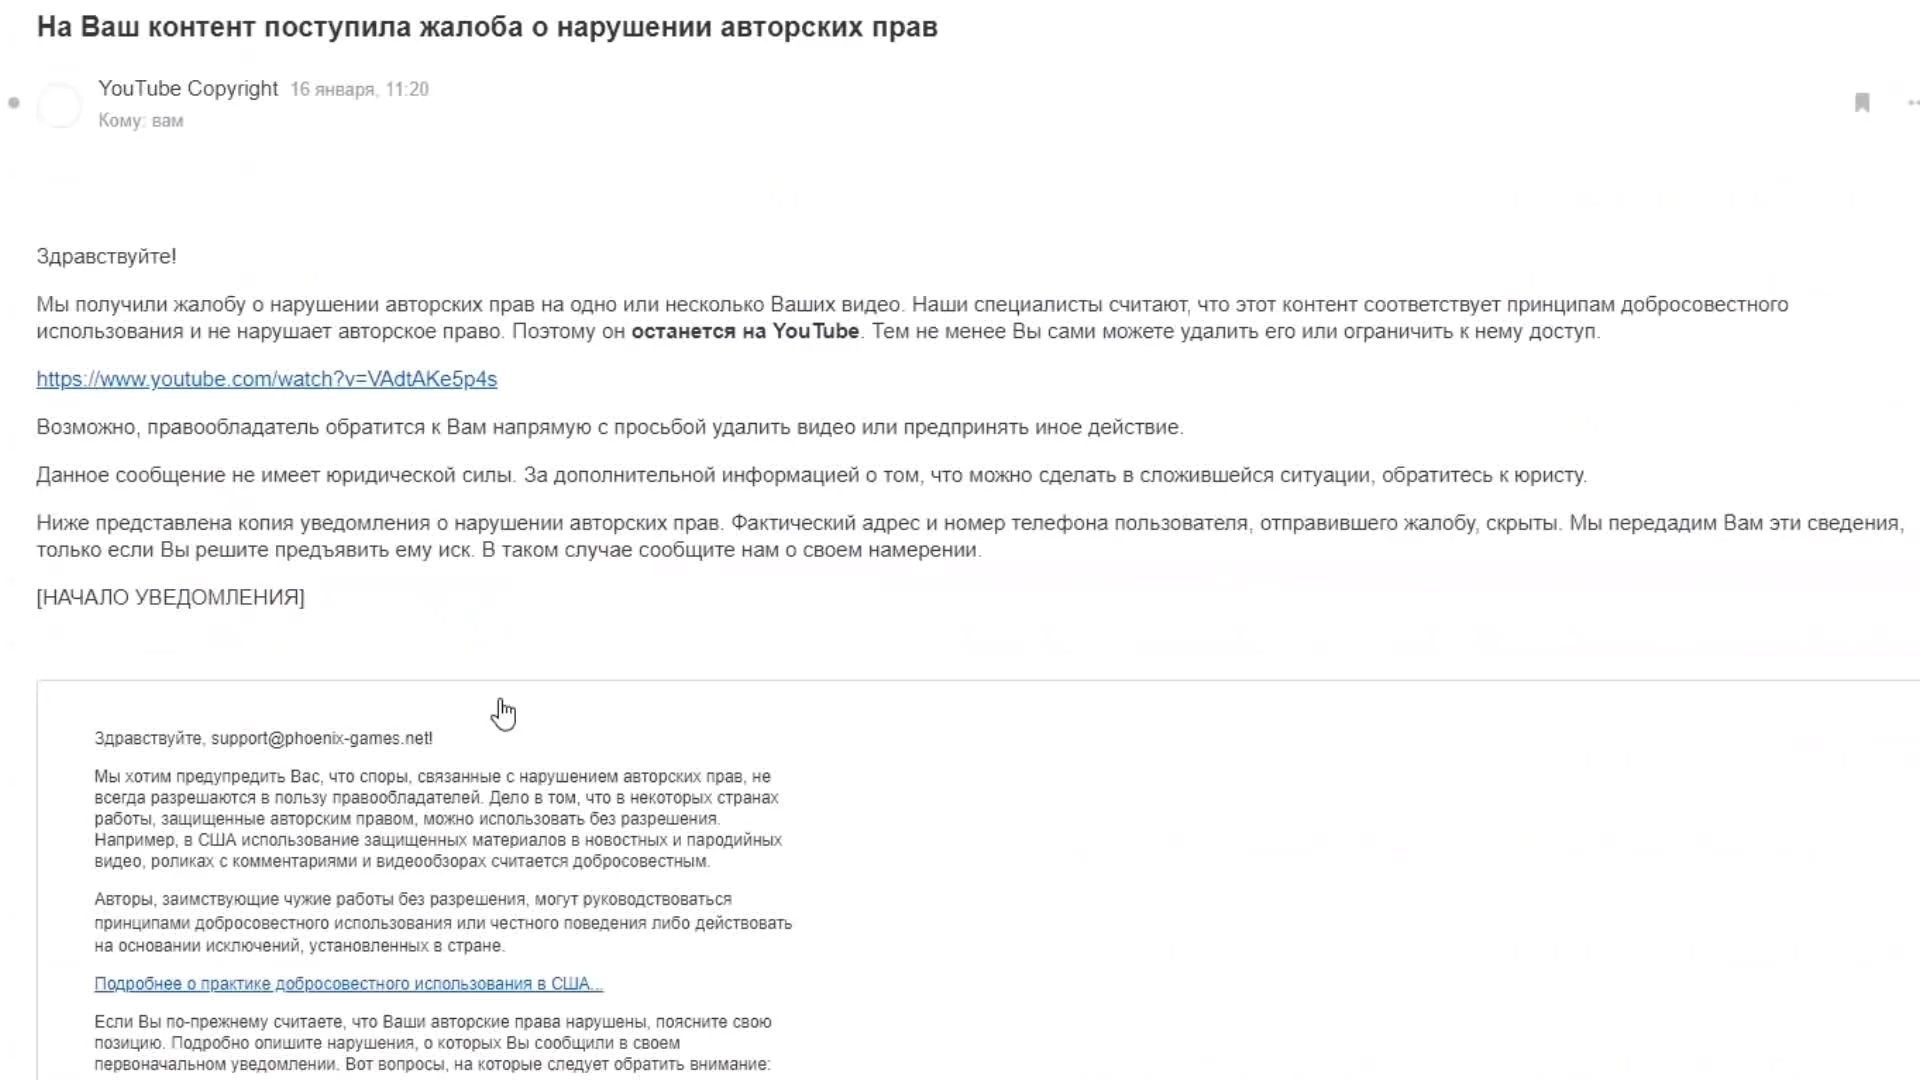 На Ваш контент поступила жалоба о нарушении авторских прав
YouTube Copyright 16 января, 11:20
Кому: вам
Здравствуйте!
Мы получили жалобу о нарушении авторских прав на одно или несколько Ваших видео. Наши специалисты считают, что этот контент соответствует принципам добросовестного
использования и не нарушает авторское право. Поэтому он останется на YouTube. Тем не менее Вы сами можете удалить его или ограничить к нему доступ.
https://www.youtube.com/watch?v=VAdtAKe5p4s
Возможно, правообладатель обратится к Вам напрямую с просьбой удалить видео или предпринять иное действие.
Данное сообщение не имеет юридической силы. За дополнительной информацией о том, что можно сделать в сложившейся ситуации, обратитесь к юристу.
Ниже представлена копия уведомления о нарушении авторских прав. Фактический адрес и номер телефона пользователя, отправившего жалобу, скрыты. Мы передадим Вам эти сведения,
только если Вы решите предъявить ему иск. В таком случае сообщите нам о своем намерении.
[НАЧАЛО УВЕДОМЛЕНИЯ]
Здравствуйте, support@phoenix-games.net!
Мы хотим предупредить Вас, что споры, связанные с нарушением авторских прав, не
всегда разрешаются в пользу правообладателей. Дело в том, что в некоторых странах
работы, защищенные авторским правом, можно использовать без разрешения.
Например, в США использование защищенных материалов в новостных и пародийных
видео, роликах с комментариями и видеообзорах считается добросовестным.
Авторы, заимствующие чужие работы без разрешения, могут руководствоваться
принципами добросовестного использования или честного поведения либо действовать
на основании исключений, установленных в стране.
Подробнее о практике добросовестного использования в США...
Если Вы по-прежнему считаете, что Ваши авторские права нарушены, поясните свою
позицию. Подробно опишите нарушения, о которых Вы сообщили в своем
первоначальном уведомлении. Вот вопросы, на которые следует обратить внимание: